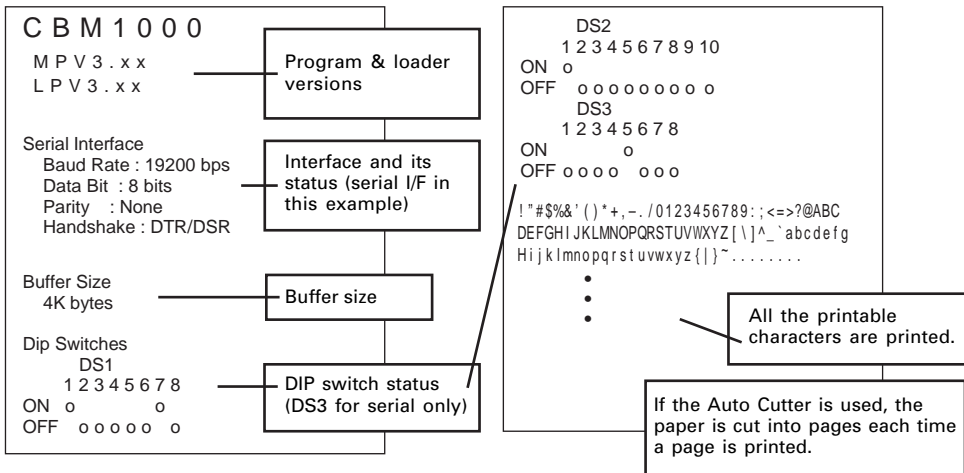 CBM1000
MPV3.xx
LPV3.xx
Program & loader
versions
Serial Interface
Baud Rate : 19200 bps
Data Bit : 8 bits
Parity : None
Handshake : DTR/DSR
Interface and its
status (serial I/F in
this example)
Buffer Size
4K bytes
Buffer size
Dip Switches
DS1
1 2 3 4 5 6 7 8
ON o o
OFF o o o o o o
DIP switch status
(DS3 for serial only)
DS2
1 2 3 4 5 6 7 8 9 10
ON o
OFF o o o o o o o o o
DS3
1 2 3 4 5 6 7 8
ON o
OFF o o o o o o o
!"#$%&'()*+,–./0123456789:;<=>?@ABC
DEFGHIJKLMNOPQRSTUVWXYZ[\]^_`abcdefg
Hijklmnopqrstuvwxyz{|}~........
•
•
•
All the printable
characters are printed.
If the Auto Cutter is used, the
paper is cut into pages each time
a page is printed.